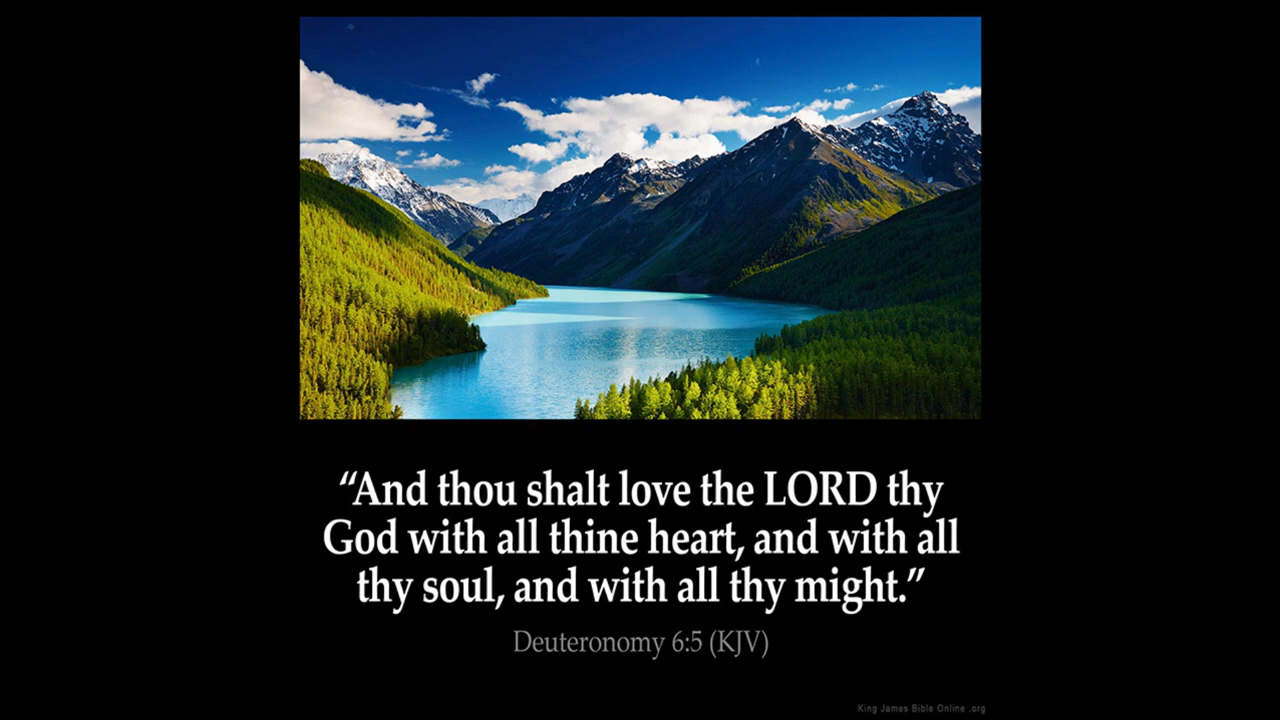 “And thou shalt love the LORD thy
God with all thine heart, and with all
thy soul, and with all thy might.”
Deuteronomy 6:5 (KJV)
King James Bible Online .org